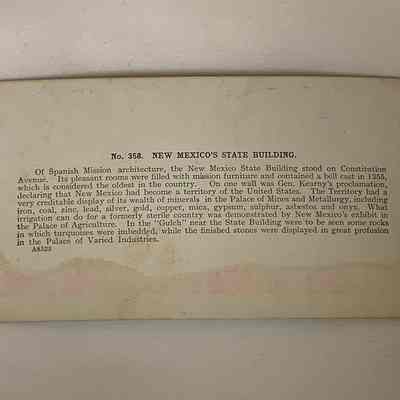 No. 358. NEW MEXICO'S STATE BUILDING.
Of Spanish Mission architecture, the New Mexico State Building stood on Constitution
Avenue. Its pleasant rooms were filled with mission furniture and contained a bell cast in 1355,
which is considered the oldest in the country. On one wall was Gen. Kearny's proclamation,
declaring that New Mexico had become a territory of the United States. The Territory had a
very creditable display of its wealth of minerals in the Palace of Mines and Metallurgy, including
iron, coal, zinc, lead, silver, gold, copper, mica, gypsum, sulphur, asbestos and onyx. What
irrigation can do for a formerly sterile country was demonstrated by New Mexico's exhibit in
the Palace of Agriculture. In the "Gulch" near the State Building were to be seen some rocks
in which turquoises were imbedded, while the finished stones were displayed in great profusion
in the Palace of Varied Industries.
A8523